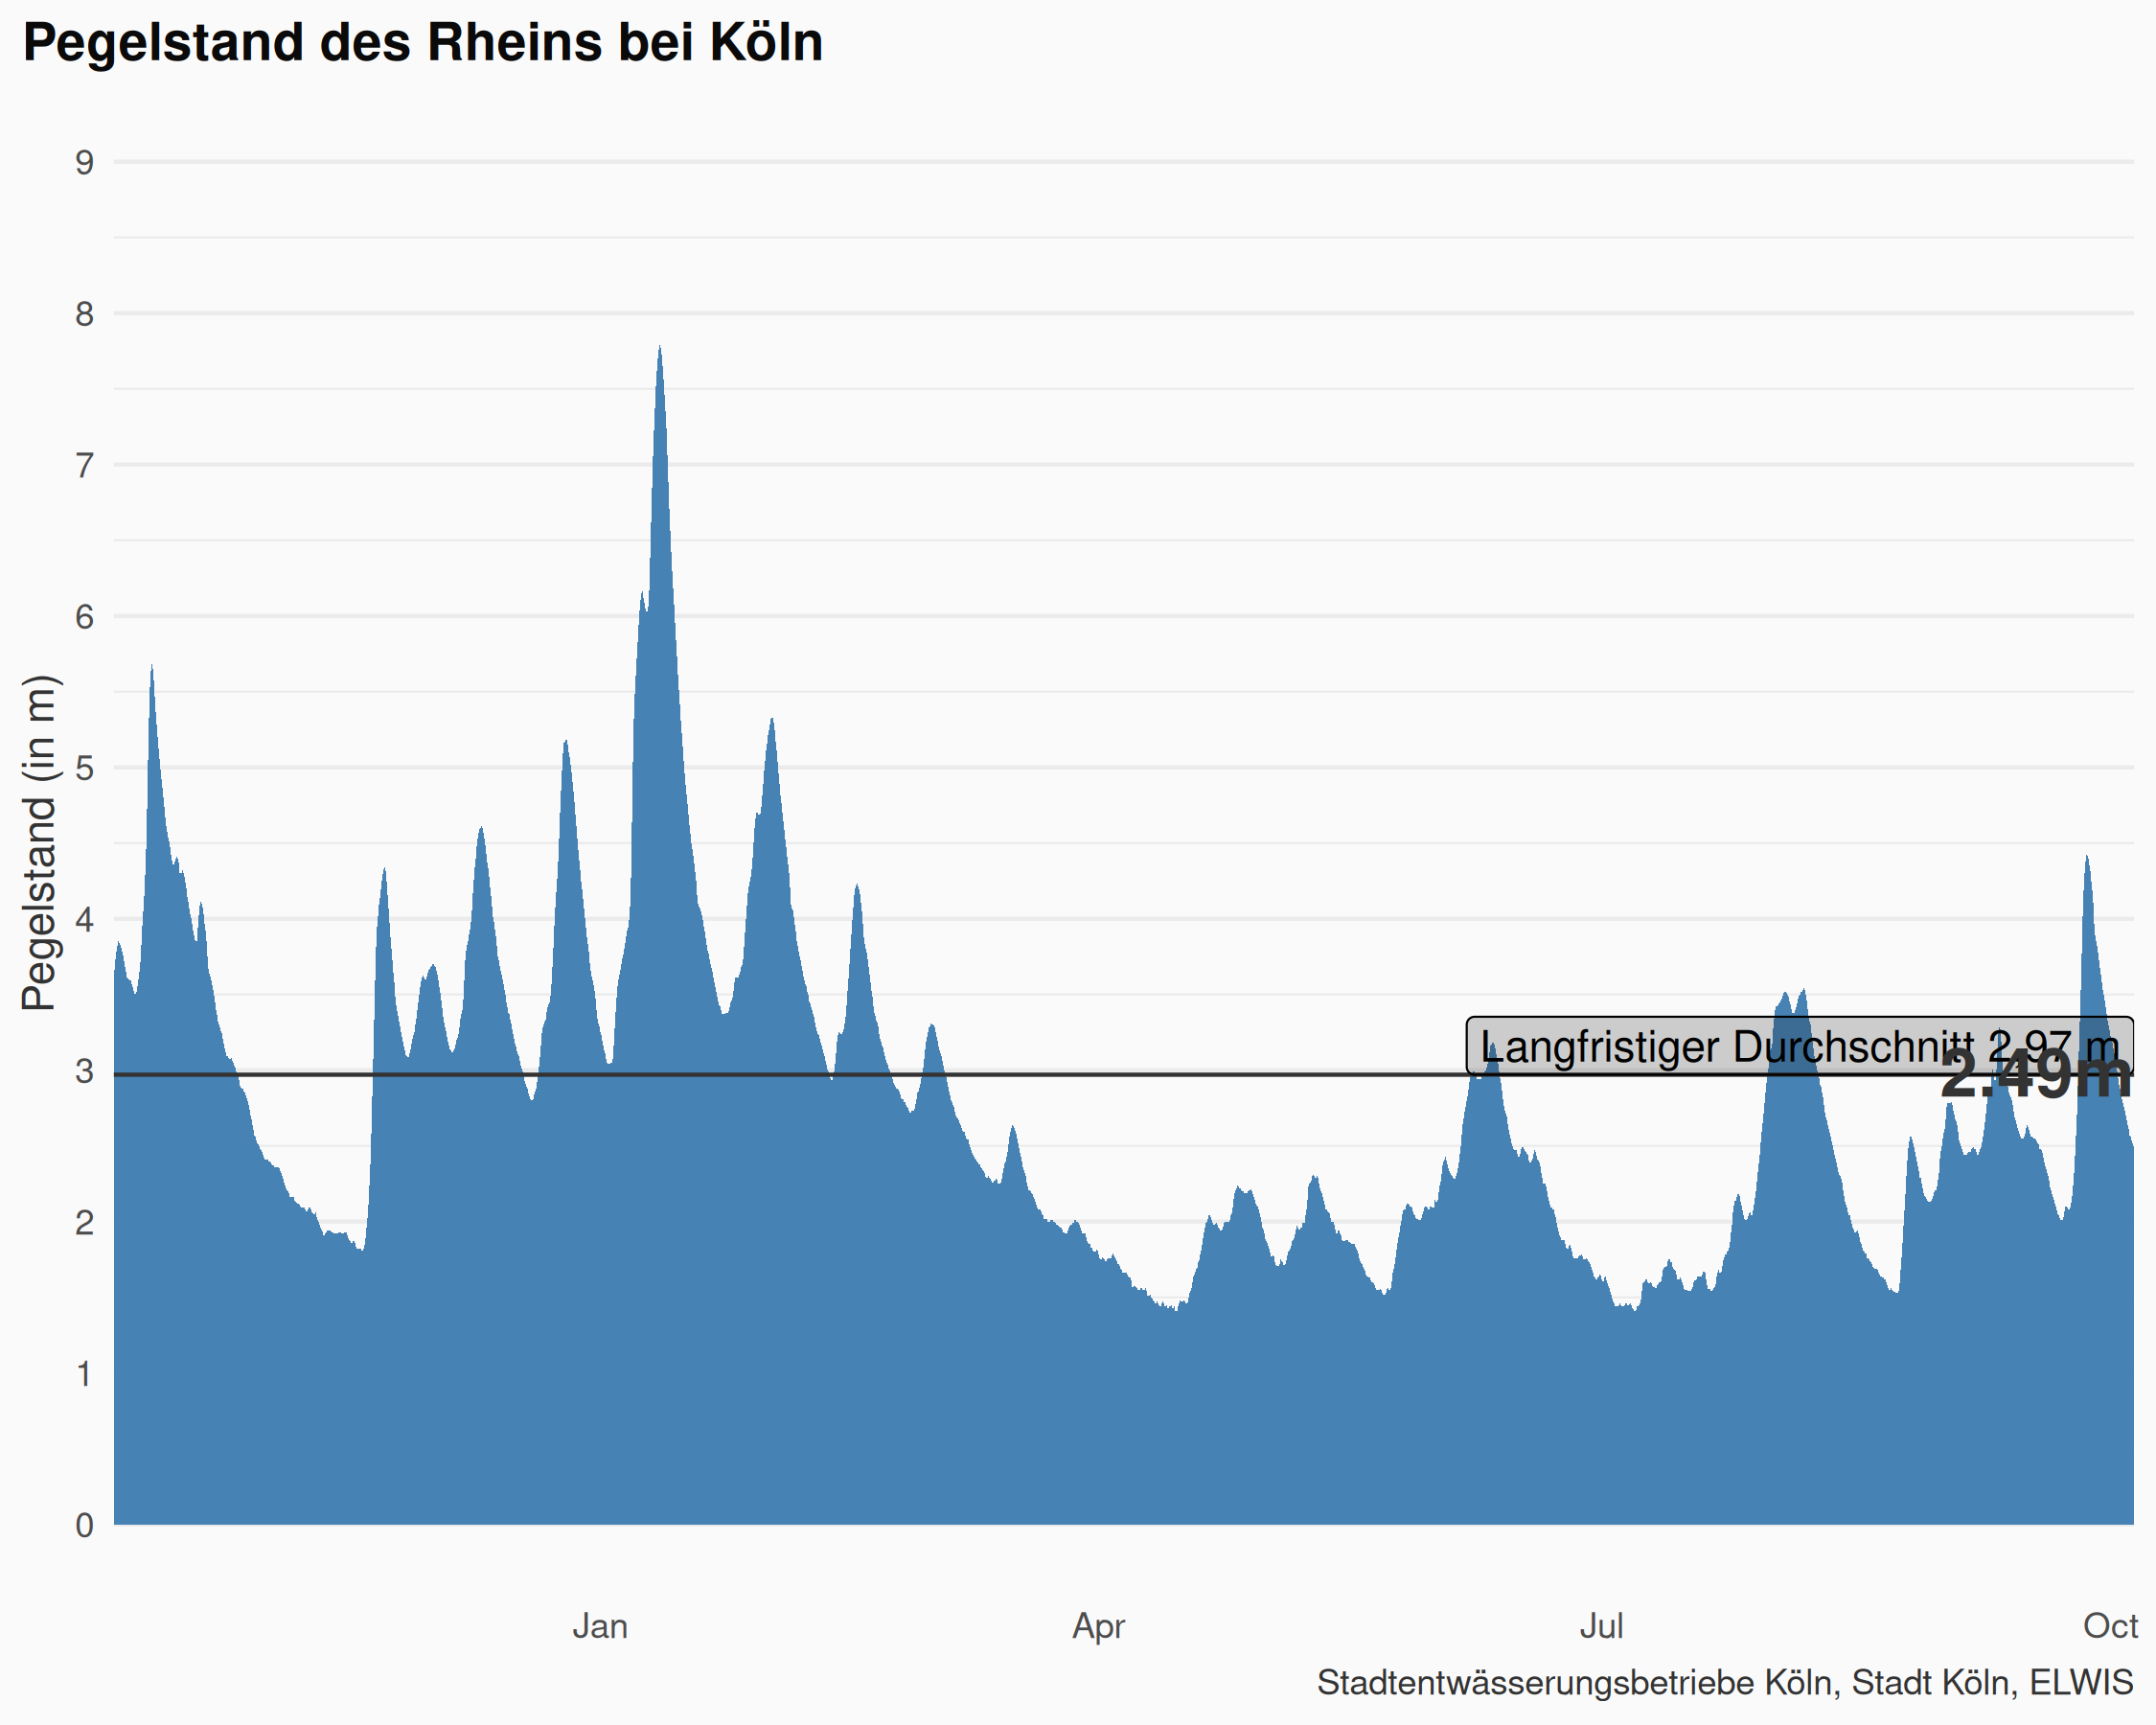 Pegelstand des Rheins bei Köln
Pegelstand (in m)
9
8
7
6
5
4
3
2
1
0
Langfristiger Durchschnitt 2.97 m
2.49m
Jan
Apr
Jul
Oct
Stadtentwässerungsbetriebe Köln, Stadt Köln, ELWIS